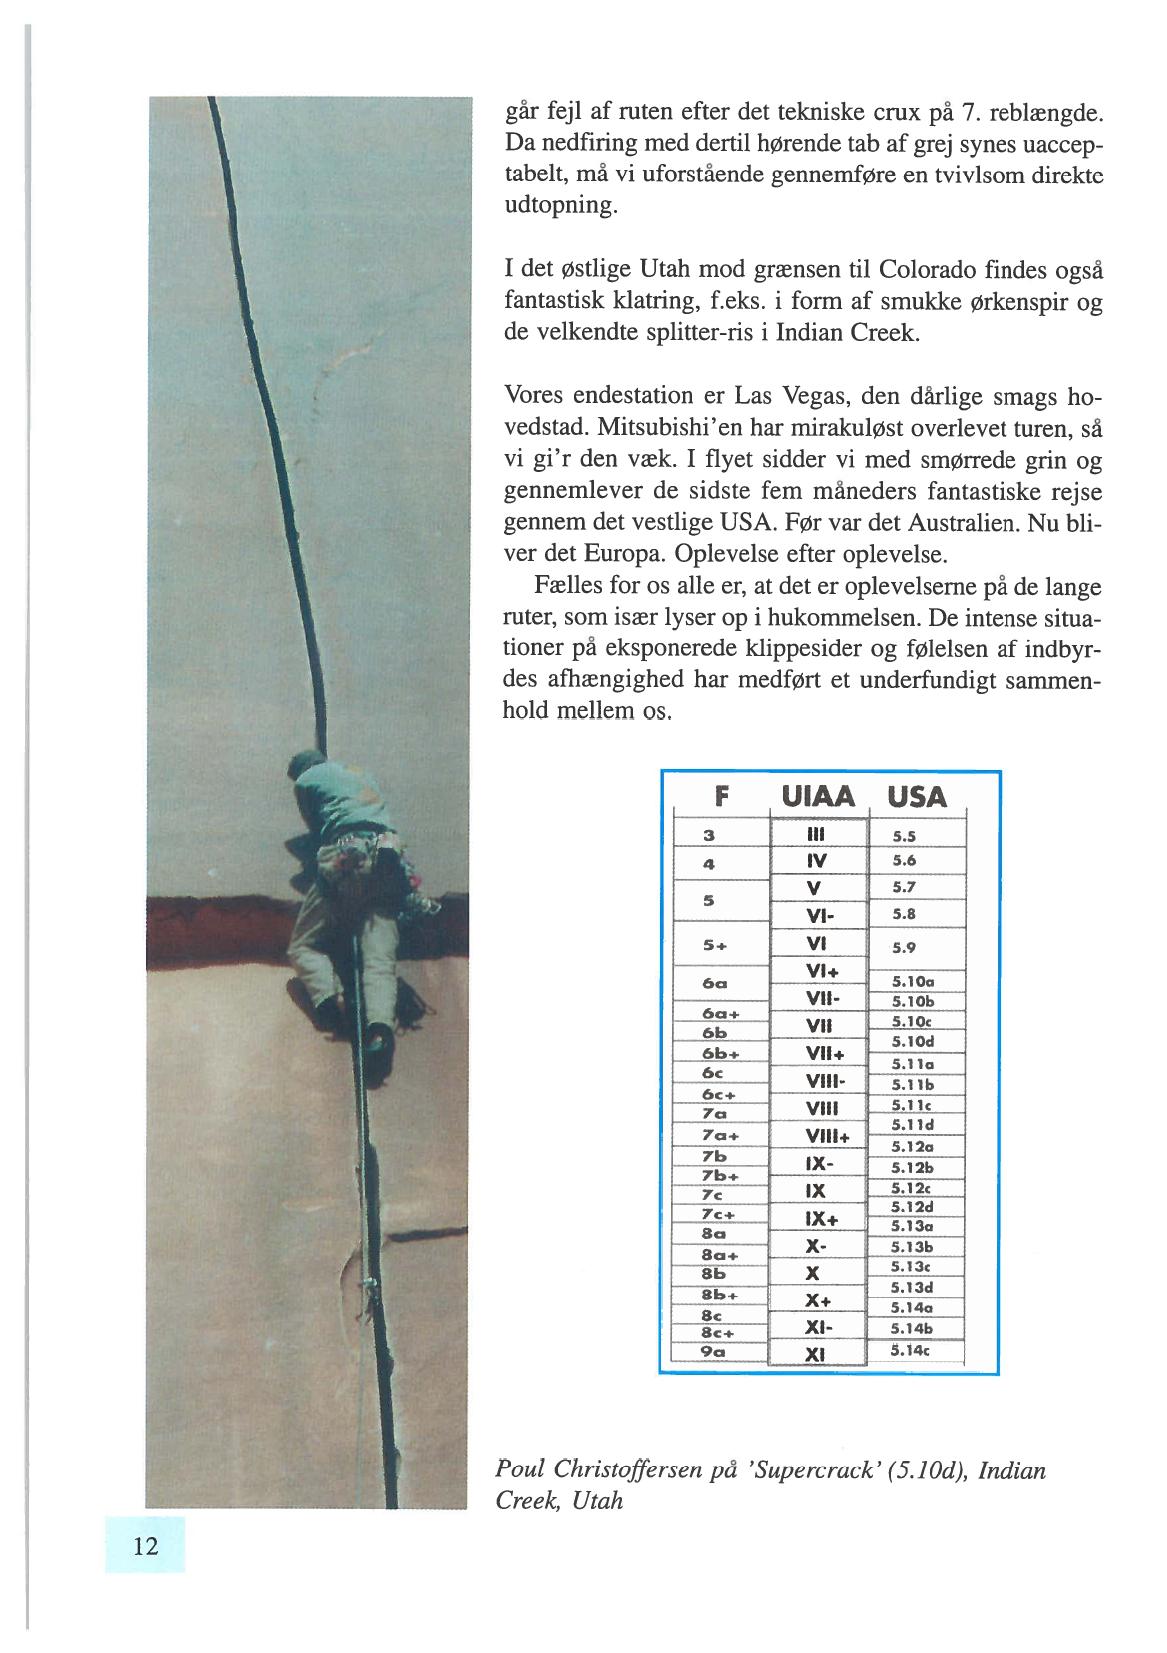 går fejl af ruten efter det tekniske crux på 7. reblængde.
Da nedfiring med dertil hørende tab af grej synes uaccep-
tabelt, må vi uforstående gennemføre en tvivlsom direkte
udtopning.
I det østlige Utah mod grænsen til Colorado findes også
fantastisk klatring, f.eks. i form af smukke ørkenspir og
de velkendte splitter-ris i Indian Creek.
Vores endestation er Las Vegas, den dårlige smags ho-
vedstad. Mitsubishi'en har mirakuløst overlevet turen, så
vi gi'r den væk. I flyet sidder vi med smørrede grin og
gennemlever de sidste fem måneders fantastiske rejse
gennem det vestlige USA. Før var det Australien. Nu bli-
ver det Europa. Oplevelse efter oplevelse.
Fælles for os alle er, at det er oplevelserne på de lange
ruter, som især lyser op i hukommelsen. De intense situa-
tioner på eksponerede klippesider og følelsen af indbyr-
des afhængighed har medført et underfundigt sammen-
hold mellem os.
F UIAA USA
3 III 5.5
4 IV 5.6
5 V 5.7
VI- 5.8
5+ VI 5.9
VI+
6a 5.10a
VII- 5.10b
6a+ 5.10c
6b VII 5.10d
6b+ VII+ 5.11a
6c VIII- 5.11b
6c+ 5.11c
7a VIII 5.11d
7a+ VIII+ 5.12a
7b IX- 5.12b
7b+ 5.12c
7c IX 5.12d
7c+ IX+ 5.13a
8a X- 5.13b
8a+ 5.13c
8b X 5.13d
8b+ X+ 5.14a
8c XI- 5.14b
8c+
9a XI 5.14c
Poul Christoffersen på 'Supercrack' (5.10d), Indian
Creek, Utah
12